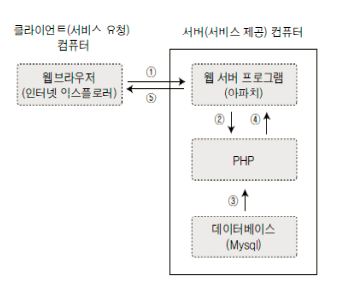 클라이언트(서비스 요청)
컴퓨터
서버(서비스 제공) 컴퓨터
웹브라우저
(인터넷 익스플로러)
①
⑤
웹 서버 프로그램
(아파치)
②
④
PHP
③
데이터베이스
(Mysql)